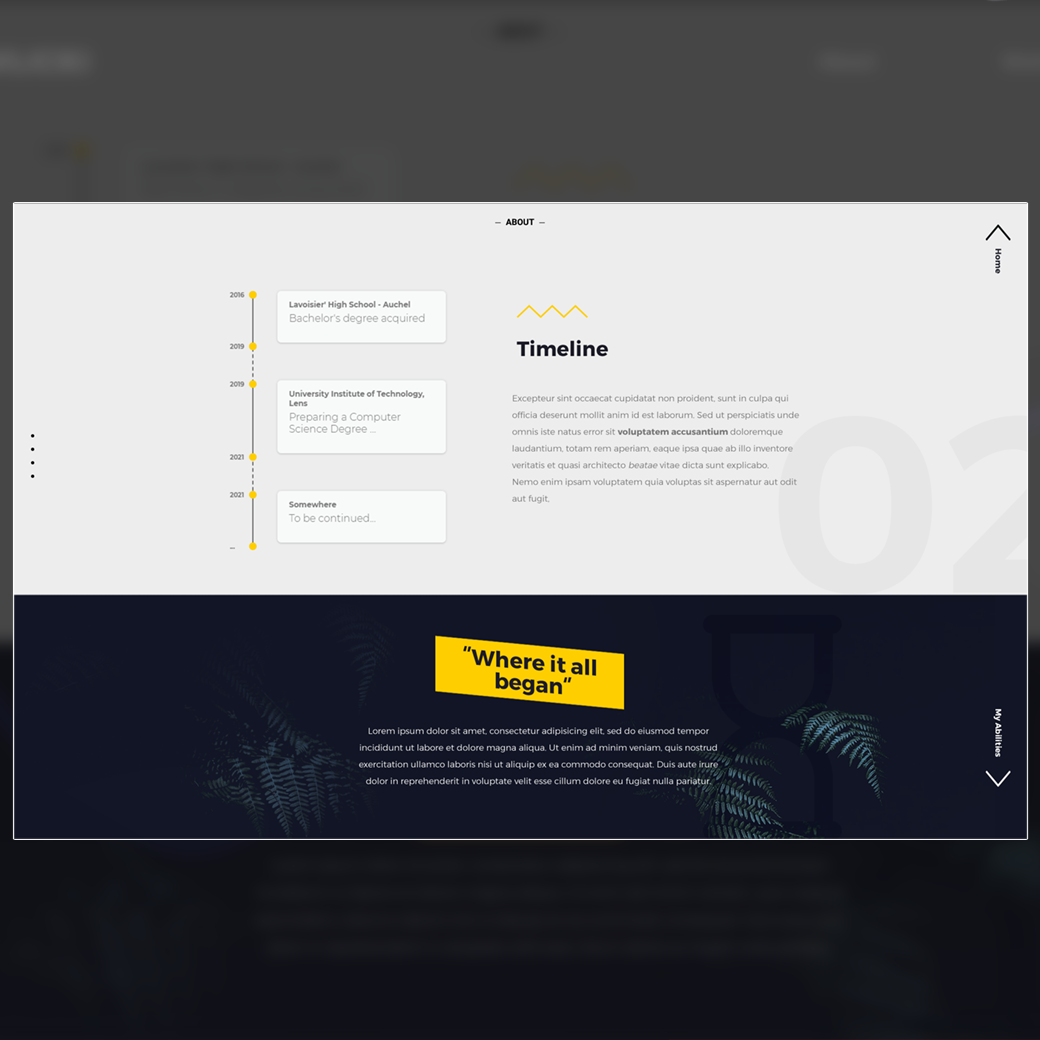 — ABOUT —
Home
2016
Lavoisier' High School - Auchel
Bachelor's degree acquired
2019
2019
University Institute of Technology,
Lens
Preparing a Computer
Science Degree ...
2021
2021
Somewhere
To be continued...
...
Timeline
Excepteur sint occaecat cupidatat non proident, sunt in culpa qui
officia deserunt mollit anim id est laborum. Sed ut perspiciatis unde
omnis iste natus error sit voluptatem accusantium doloremque
laudantium, totam rem aperiam, eaque ipsa quae ab illo inventore
veritatis et quasi architecto beatae vitae dicta sunt explicabo.
Nemo enim ipsam voluptatem quia voluptas sit aspernatur aut odit
aut fugit,
02
"Where it all
began"
Lorem ipsum dolor sit amet, consectetur adipisicing elit, sed do eiusmod tempor
incididunt ut labore et dolore magna aliqua. Ut enim ad minim veniam, quis nostrud
exercitation ullamco laboris nisi ut aliquip ex ea commodo consequat. Duis aute irure
dolor in reprehenderit in voluptate velit esse cillum dolore eu fugiat nulla pariatur.
My Abilities